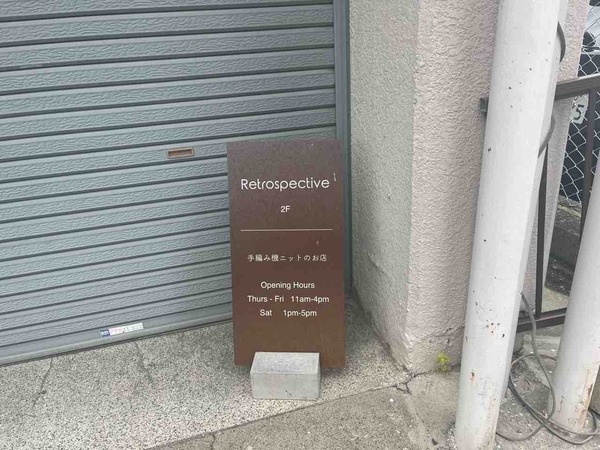 Retrospective
2F
手編み機ニットのお店
Opening Hours
Thurs - Fri 11am-4pm
Sat 1pm-5pm